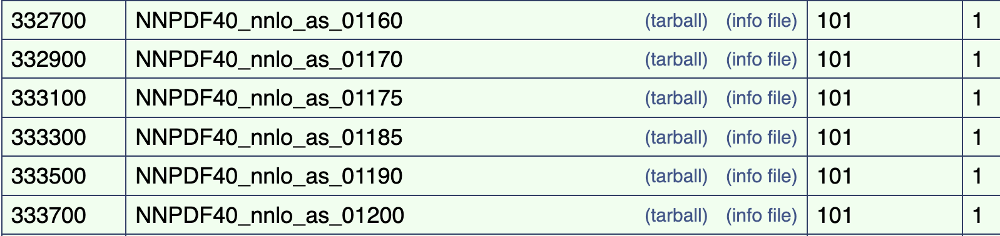 332700 NNPDF40_nnlo_as_01160 (tarball) (info file) 101 1
332900 NNPDF40_nnlo_as_01170 (tarball) (info file) 101 1
333100 NNPDF40_nnlo_as_01175 (tarball) (info file) 101 1
333300 NNPDF40_nnlo_as_01185 (tarball) (info file) 101 1
333500 NNPDF40_nnlo_as_01190 (tarball) (info file) 101 1
333700 NNPDF40_nnlo_as_01200 (tarball) (info file) 101 1